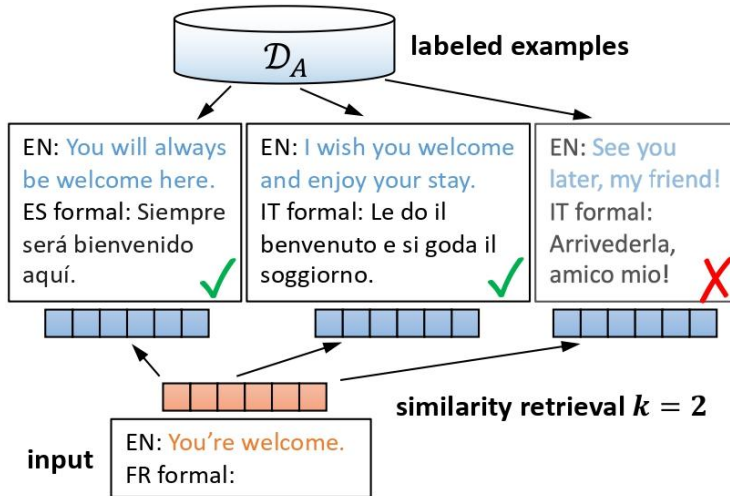 𝒟_A
labeled examples
EN: You will always
be welcome here.
ES formal: Siempre
será bienvenido
aquí.
EN: I wish you welcome
and enjoy your stay.
IT formal: Le do il
benvenuto e si goda il
soggiorno.
EN: See you
later, my friend!
IT formal:
Arrivederla,
amico mio!
similarity retrieval k = 2
input
EN: You're welcome.
FR formal: